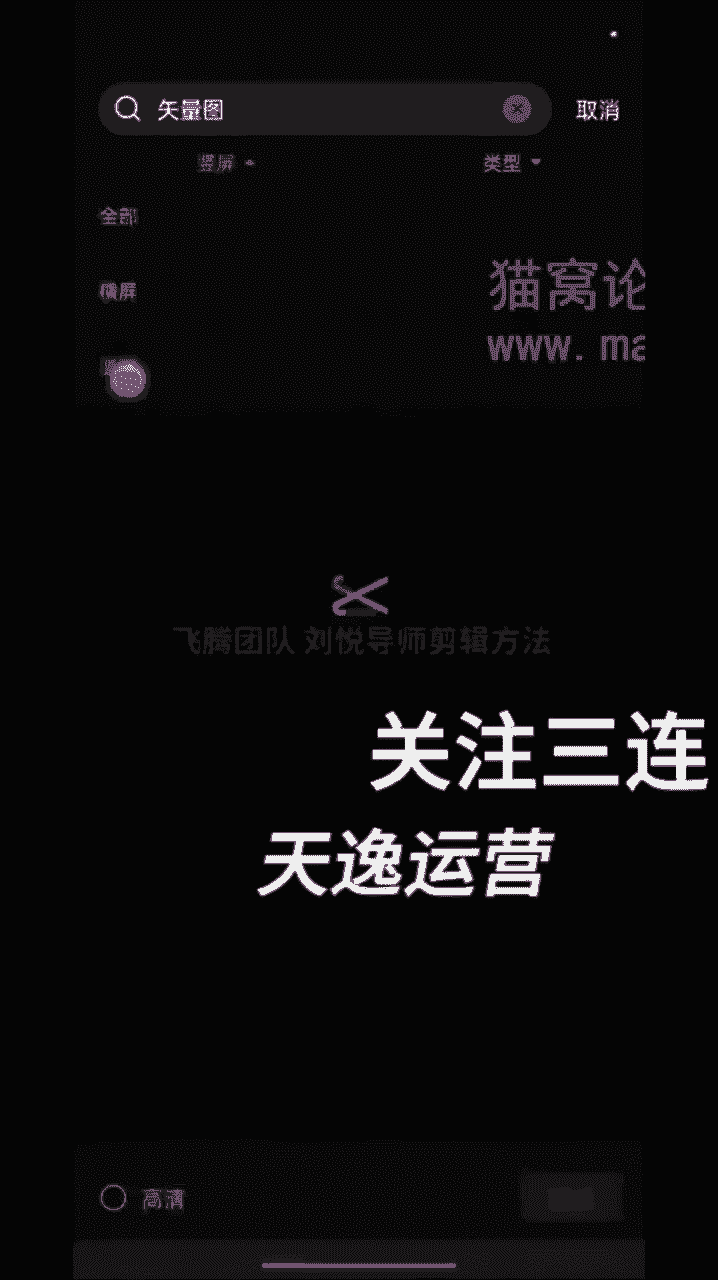 矢量图
取消
竖屏
类型
全部
横屏
猫窝论
www. ma
飞腾团队 刘悦导师剪辑方法
关注三连
天逸运营
高清